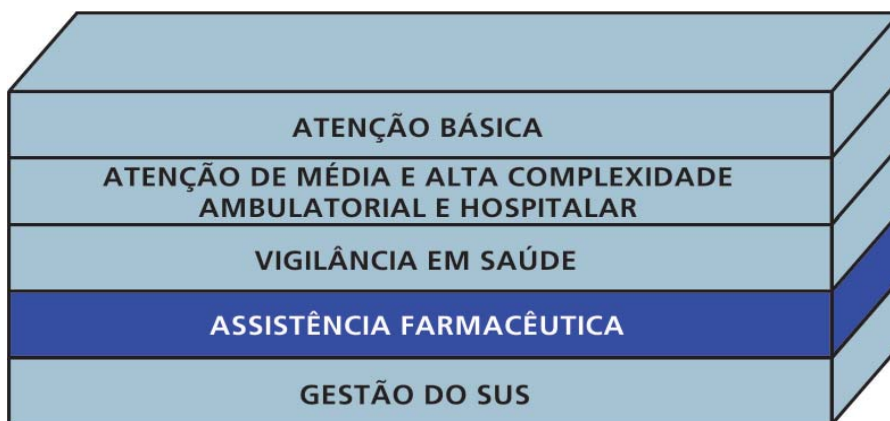 ATENÇÃO BÁSICA
ATENÇÃO DE MÉDIA E ALTA COMPLEXIDADE
AMBULATORIAL E HOSPITALAR
VIGILÂNCIA EM SAÚDE
ASSISTÊNCIA FARMACÊUTICA
GESTÃO DO SUS